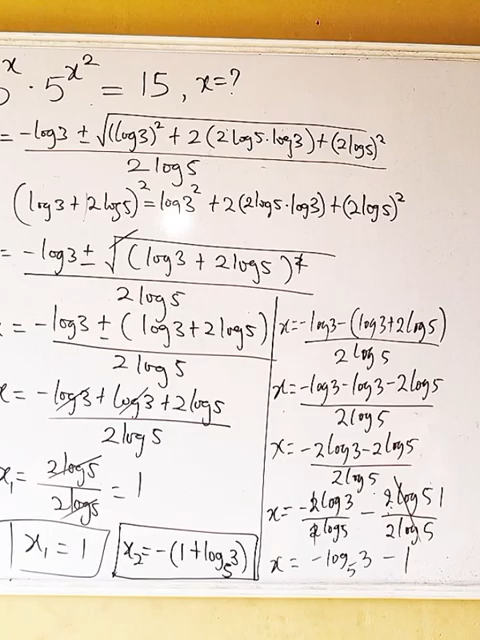 ˣ · 5^x² = 15 , x=?
= -log3 ± √((log3)² + 2(2log5·log3)+(2log5)²
2log5
(log3 + 2log5)² = log3² + 2(2log5·log3)+(2log5)²
= -log3 ± √(log3 + 2log5)²
2log5
= -log3 ± (log3+2log5)
2log5
x = -log3 + log3 + 2log5
2log5
x₁ = 2log5 = 1
2log5
x₁ = 1
x₂ = -(1+log₅3)
x = -log3 - (log3+2log5)
2log5
x = -log3 - log3 - 2log5
2log5
x = -2log3 - 2log5
2log5
x = -2log3 - 2log5 1
2log5 2log5
x = -log₅3 - 1